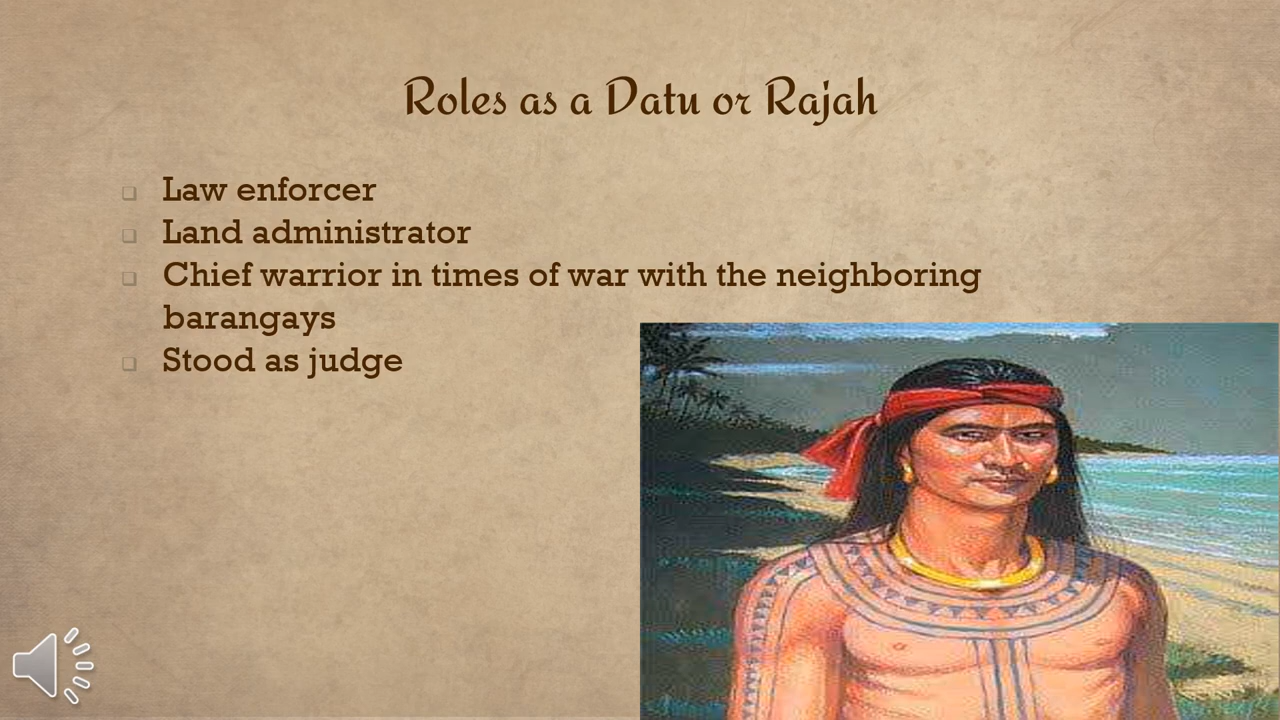 Roles as a Datu or Rajah
Law enforcer
Land administrator
Chief warrior in times of war with the neighboring
barangays
Stood as judge